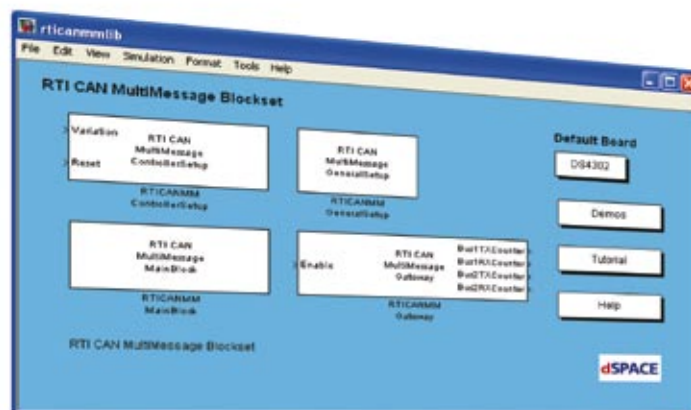 rticanmmlib
File Edit View Simulation Format Tools Help
RTI CAN MultiMessage Blockset
Variation
Reset
RTI CAN
MultiMessage
ControllerSetup
RTICANMM
ControllerSetup
RTI CAN
MultiMessage
GeneralSetup
RTICANMM
GeneralSetup
Default Board
DS4302
Demos
Tutorial
Help
RTI CAN
MultiMessage
MainBlock
RTICANMM
MainBlock
Enable
RTI CAN
MultiMessage
Gateway
Bus1TXCounter
Bus1RXCounter
Bus2TXCounter
Bus2RXCounter
RTICANMM
Gateway
RTI CAN MultiMessage Blockset
dSPACE